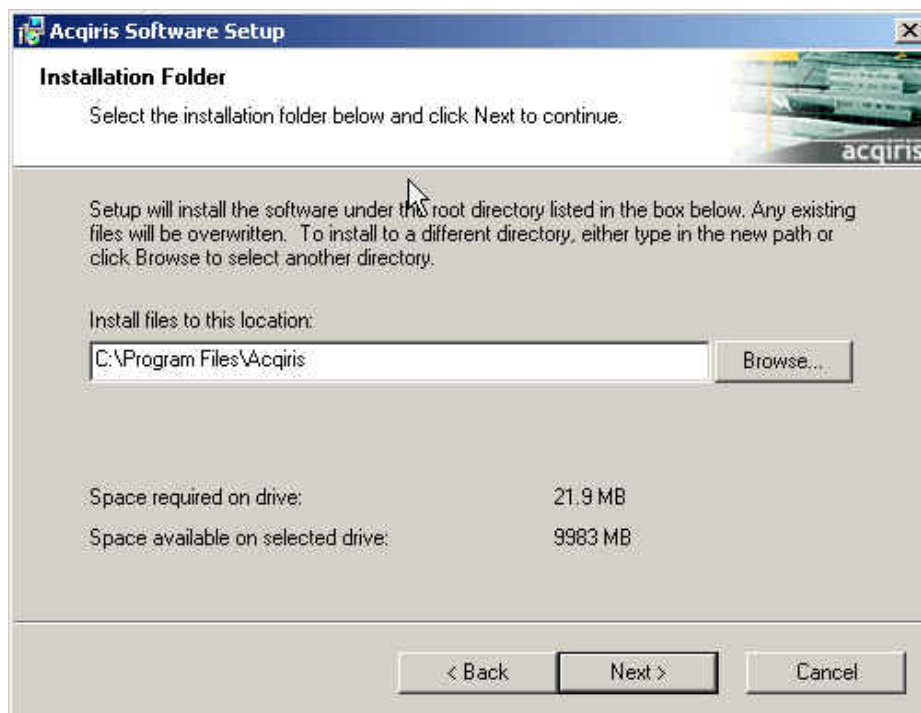 Acqiris Software Setup
Installation Folder
Select the installation folder below and click Next to continue.
acqiris
Setup will install the software under the root directory listed in the box below. Any existing
files will be overwritten. To install to a different directory, either type in the new path or
click Browse to select another directory.
Install files to this location:
C:\Program Files\Acqiris
Browse...
Space required on drive: 21.9 MB
Space available on selected drive: 9983 MB
< Back Next > Cancel